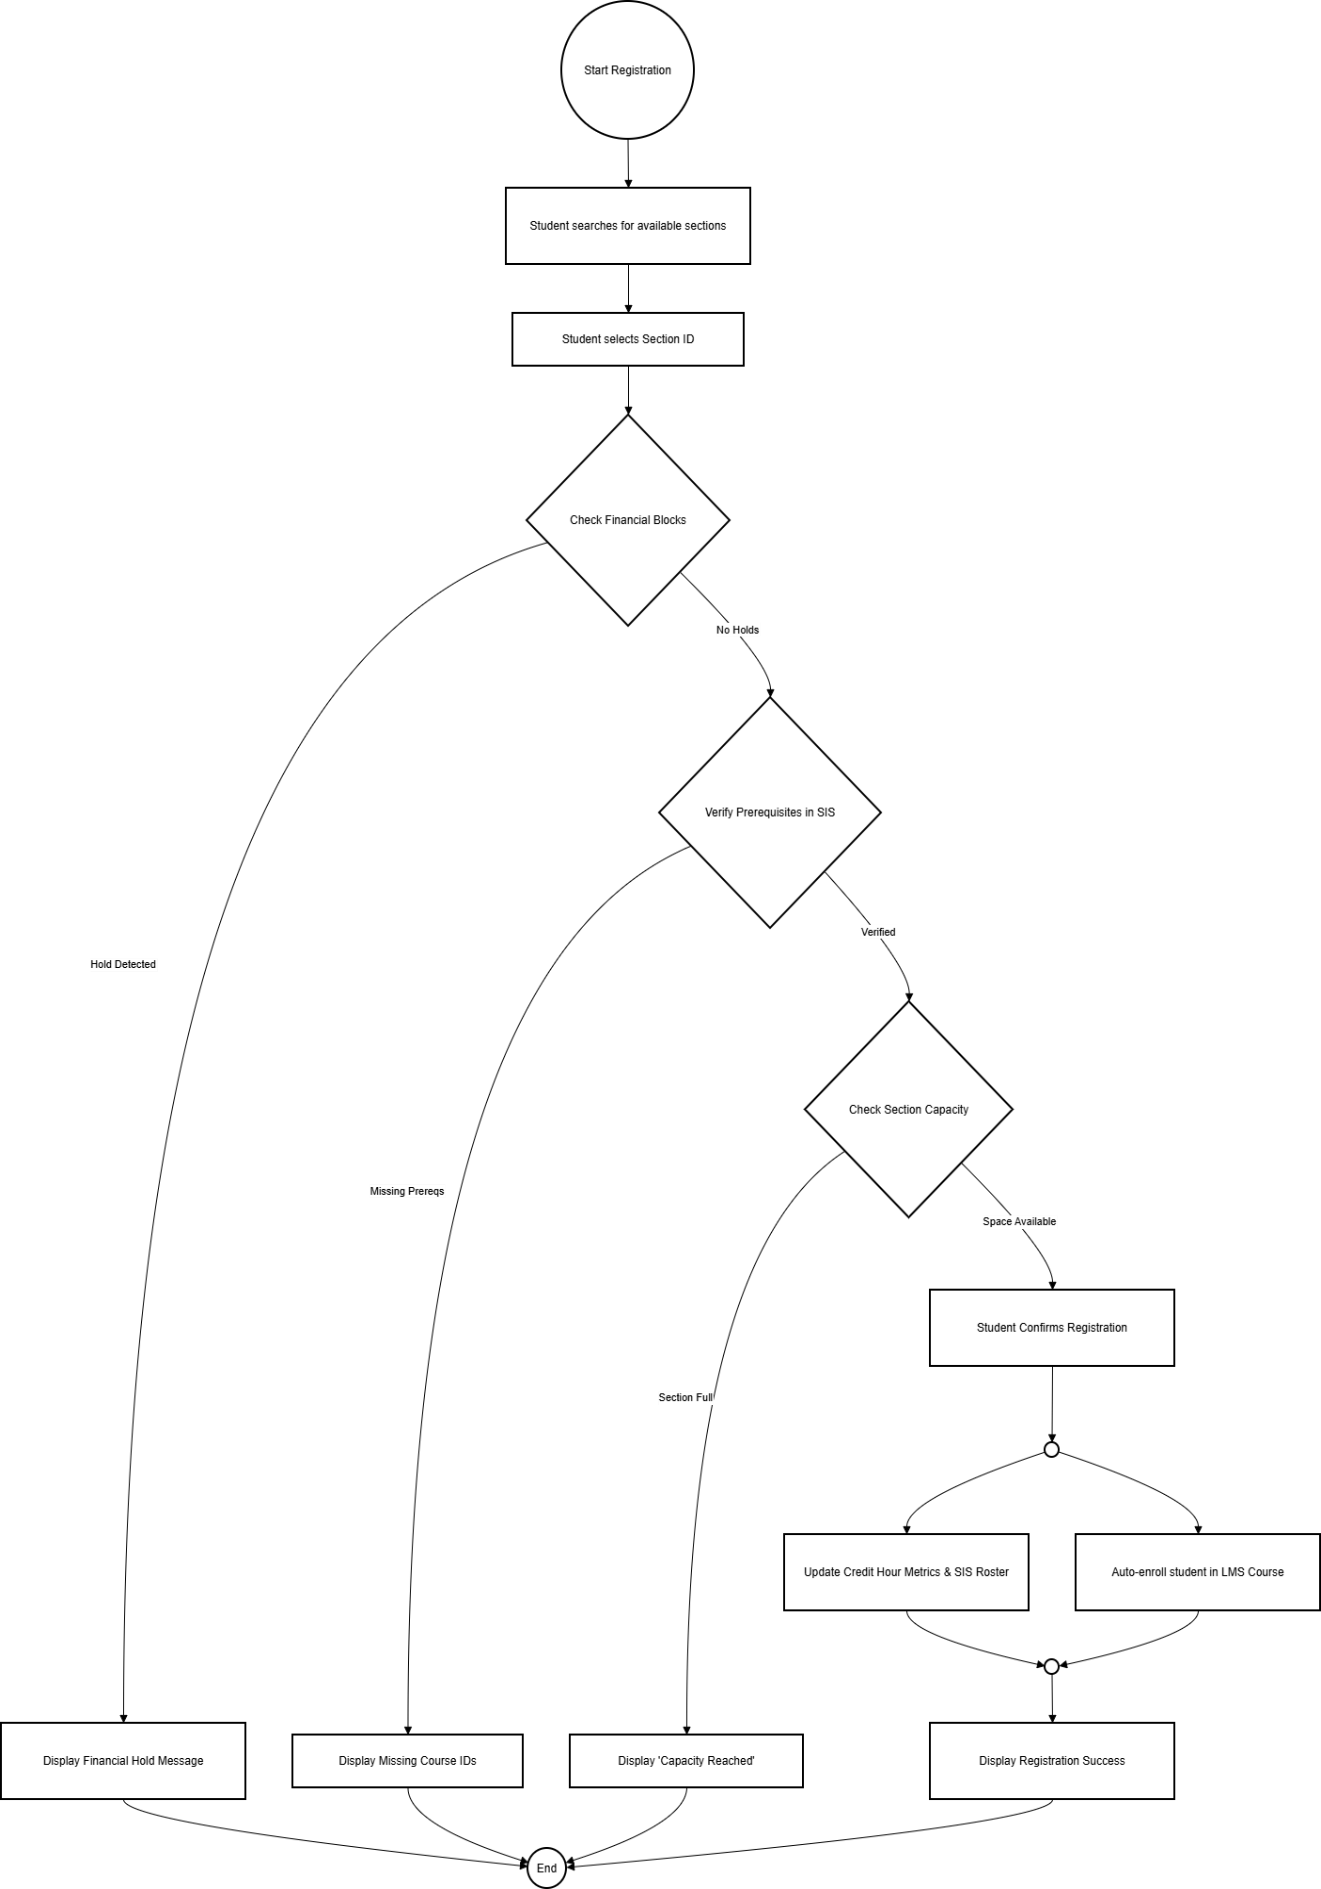 Start Registration
Student searches for available sections
Student selects Section ID
Check Financial Blocks
No Holds
Verify Prerequisites in SIS
Verified
Hold Detected
Check Section Capacity
Missing Prereqs
Space Available
Student Confirms Registration
Section Full
Update Credit Hour Metrics & SIS Roster
Auto-enroll student in LMS Course
Display Financial Hold Message
Display Missing Course IDs
Display 'Capacity Reached'
Display Registration Success
End